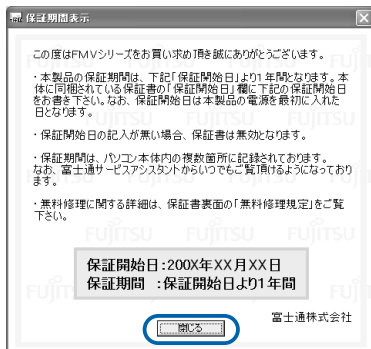 保証期間表示
この度はFMVシリーズをお買い求め頂き誠にありがとうございます。
・本製品の保証期間は、下記「保証開始日」より1年間となります。本
体に同梱されている保証書の「保証開始日」欄に下記の保証開始日
をお書き下さい。なお、保証開始日は本製品の電源を最初に入れた
日となります。
・保証開始日の記入が無い場合、保証書は無効となります。
・保証期間は、パソコン本体内の複数箇所に記録されております。
なお、富士通サービスアシスタントからいつでもご覧頂けるようになっており
ます。
・無料修理に関する詳細は、保証書裏面の「無料修理規定」をご覧
下さい。
保証開始日:200X年XX月XX日
保証期間 :保証開始日より1年間
富士通株式会社
閉じる
FUJITSU FUJITSU FUJITSU